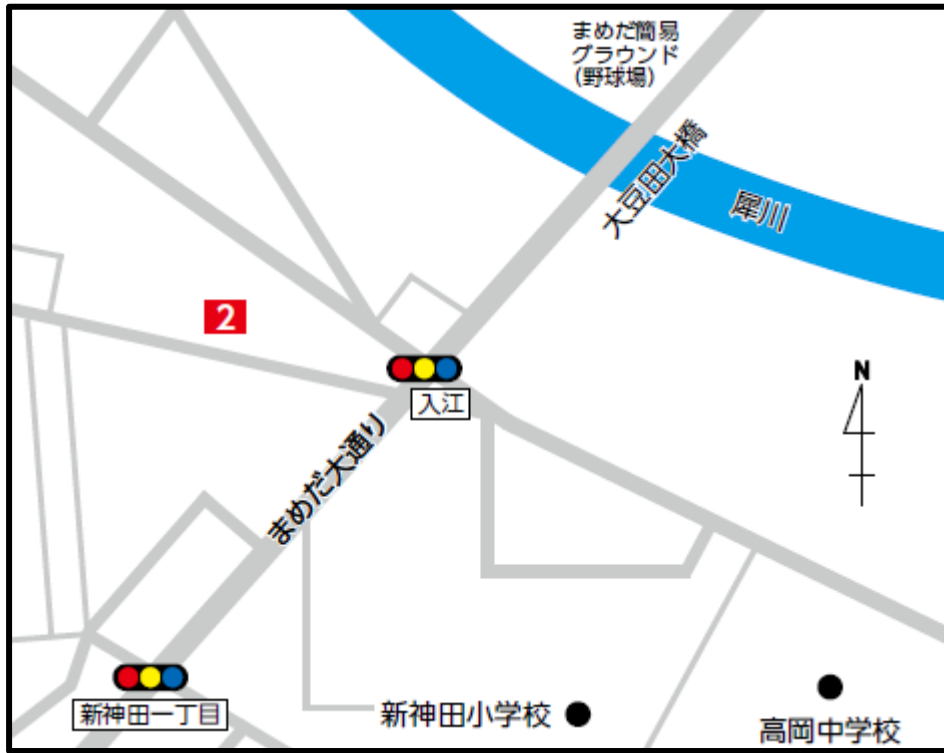 まめだ簡易
グラウンド
(野球場)
大豆田大橋
犀川
2
入江
N
まめだ大通り
新神田一丁目
新神田小学校
高岡中学校